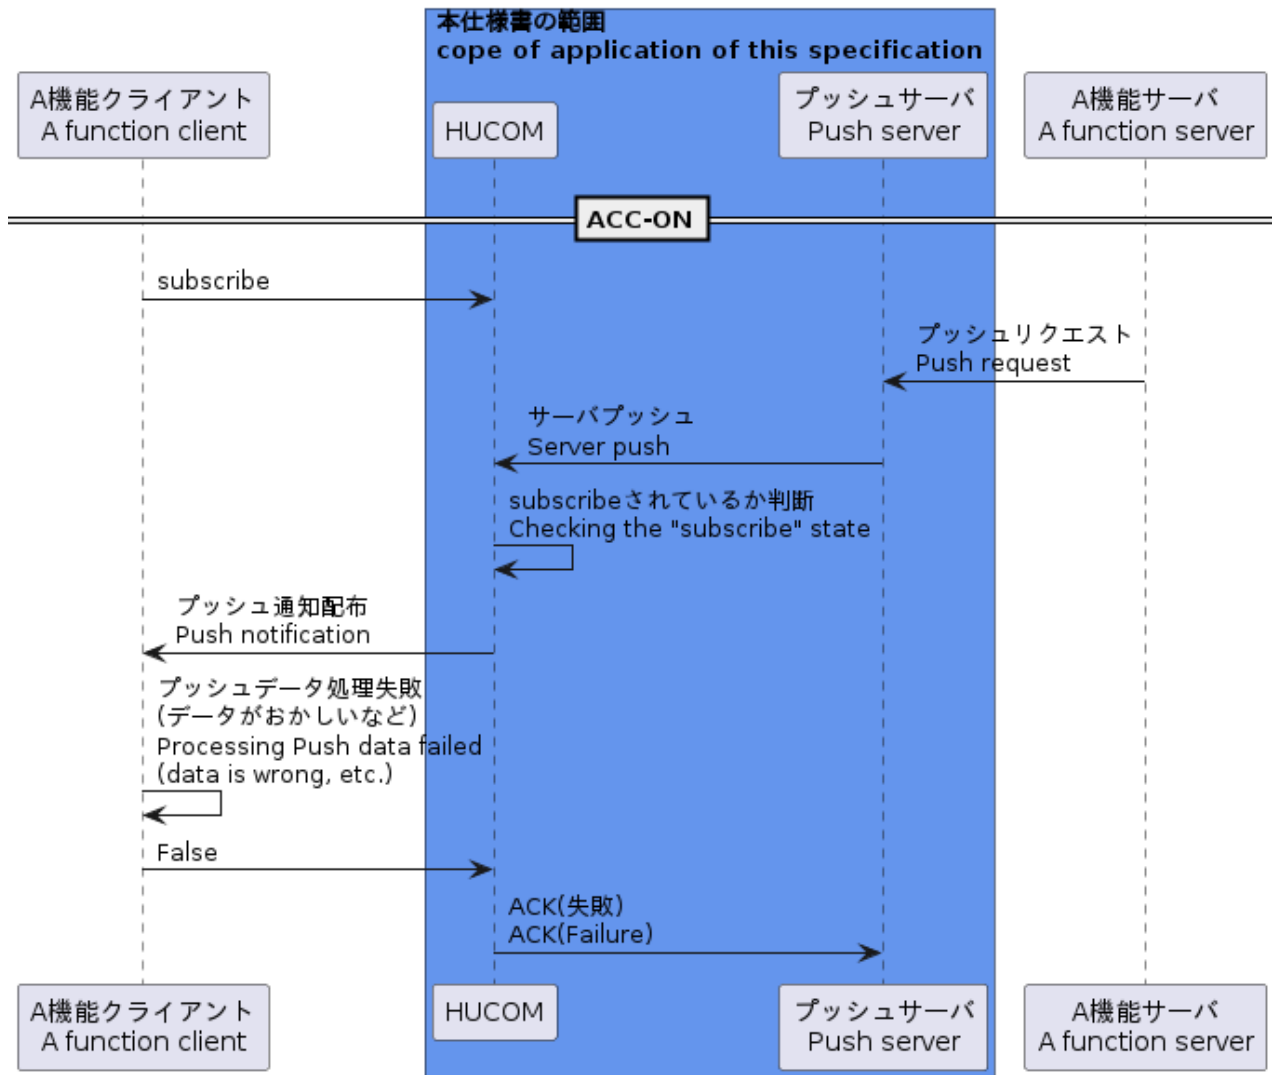 本仕様書の範囲
cope of application of this specification
A機能クライアント
A function client
HUCOM
プッシュサーバ
Push server
A機能サーバ
A function server
ACC-ON
subscribe
プッシュリクエスト
Push request
サーバプッシュ
Server push
subscribeされているか判断
Checking the "subscribe" state
プッシュ通知配布
Push notification
プッシュデータ処理失敗
(データがおかしいなど)
Processing Push data failed
(data is wrong, etc.)
False
ACK(失敗)
ACK(Failure)
A機能クライアント
A function client
HUCOM
プッシュサーバ
Push server
A機能サーバ
A function server